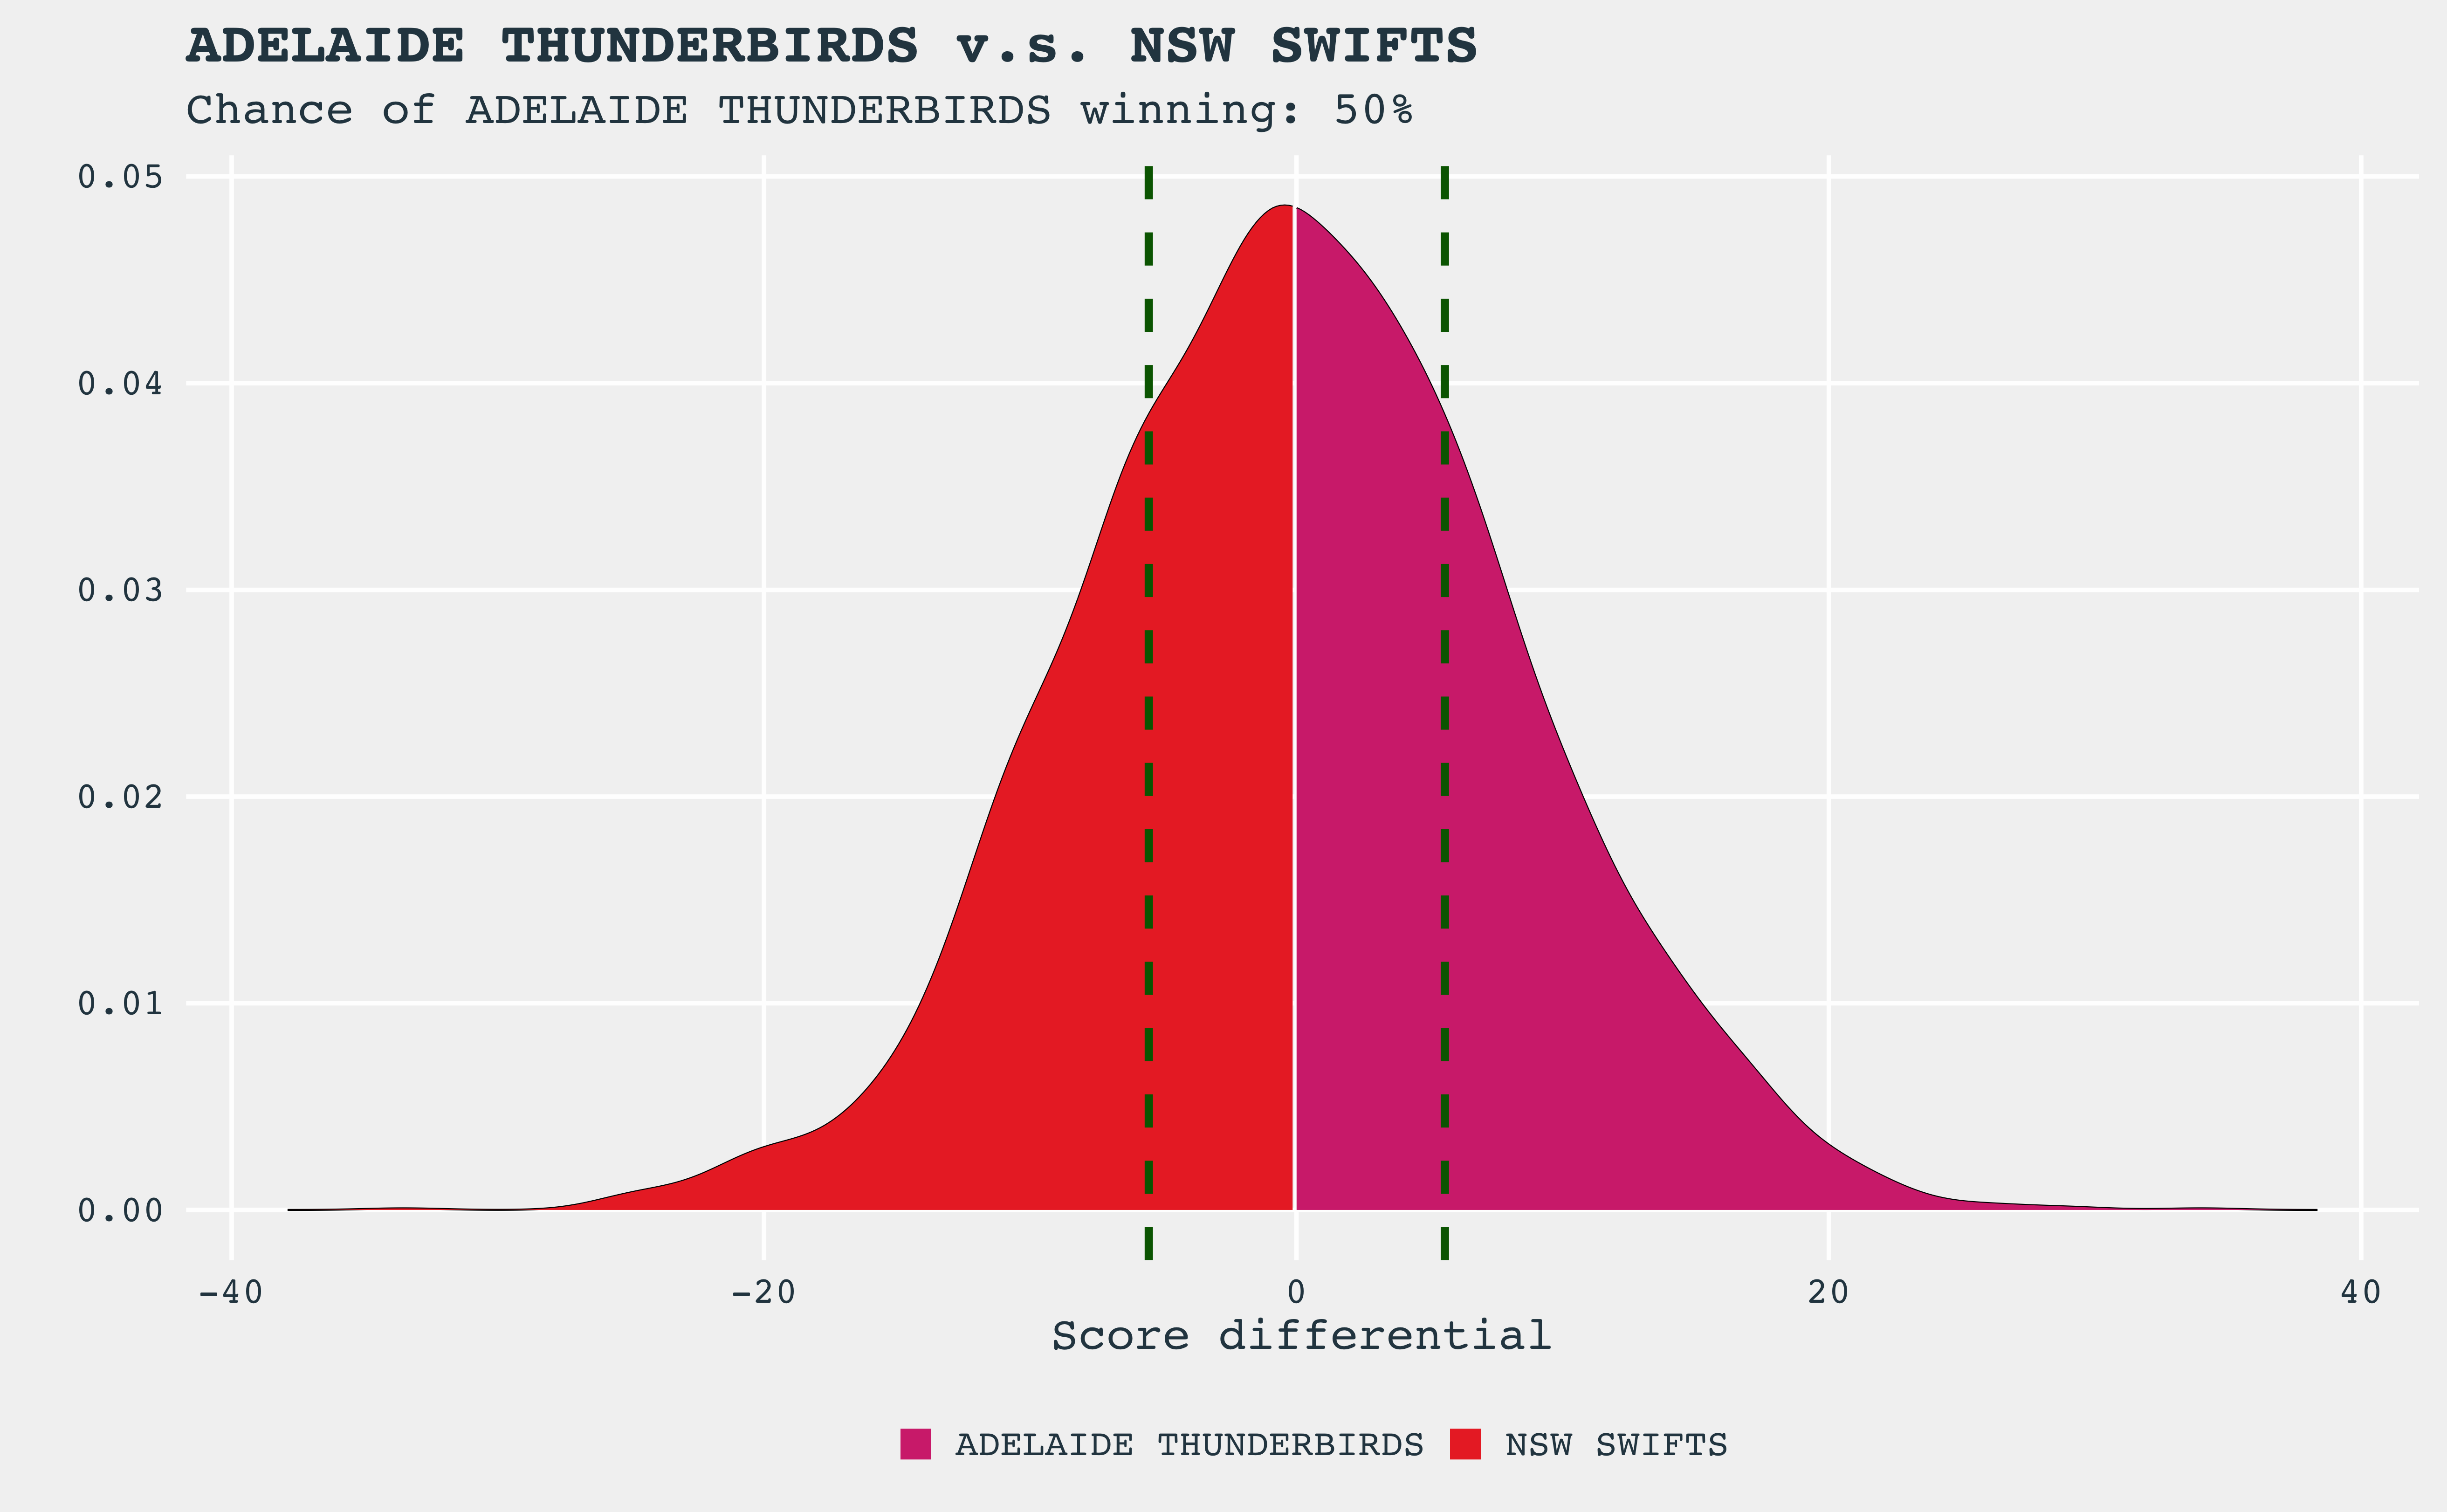 ADELAIDE THUNDERBIRDS v.s. NSW SWIFTS
Chance of ADELAIDE THUNDERBIRDS winning: 50%
0.05
0.04
0.03
0.02
0.01
0.00
−40 −20 0 20 40
Score differential
ADELAIDE THUNDERBIRDS NSW SWIFTS